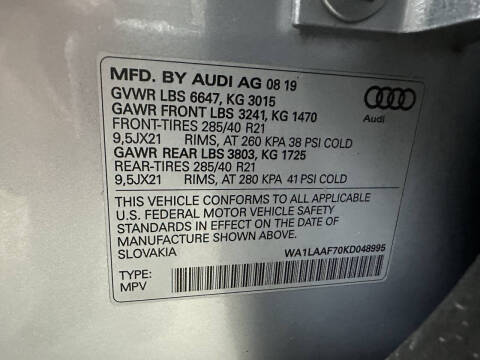 MFD. BY AUDI AG 08 19
GVWR LBS 6647, KG 3015
GAWR FRONT LBS 3241, KG 1470
FRONT-TIRES 285/40 R21
9,5JX21 RIMS, AT 260 KPA 38 PSI COLD
GAWR REAR LBS 3803, KG 1725
REAR-TIRES 285/40 R21
9,5JX21 RIMS, AT 280 KPA 41 PSI COLD
Audi
THIS VEHICLE CONFORMS TO ALL APPLICABLE
U.S. FEDERAL MOTOR VEHICLE SAFETY
STANDARDS IN EFFECT ON THE DATE OF
MANUFACTURE SHOWN ABOVE.
SLOVAKIA WA1LAAF70KD048995
TYPE:
MPV